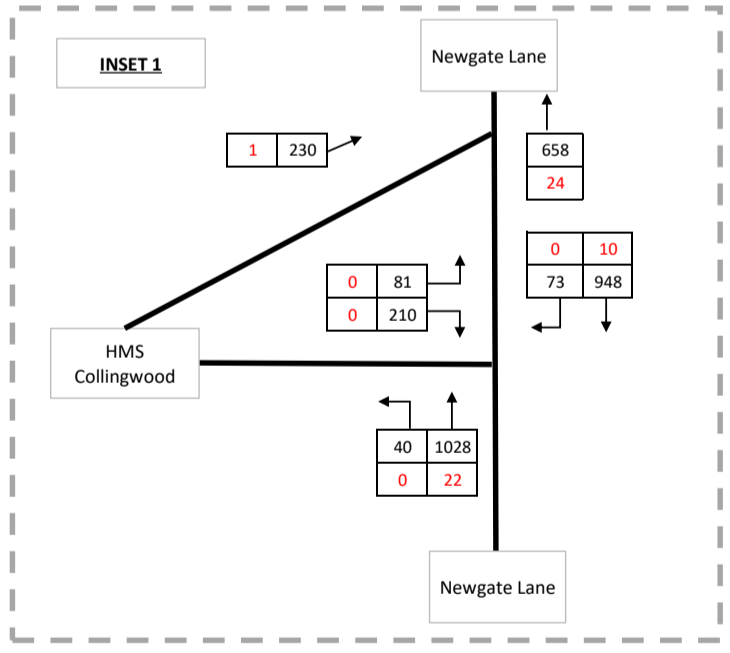 Newgate Lane
INSET 1
1 230
658
24
0 10
73 948
0 81
0 210
HMS
Collingwood
40 1028
0 22
Newgate Lane